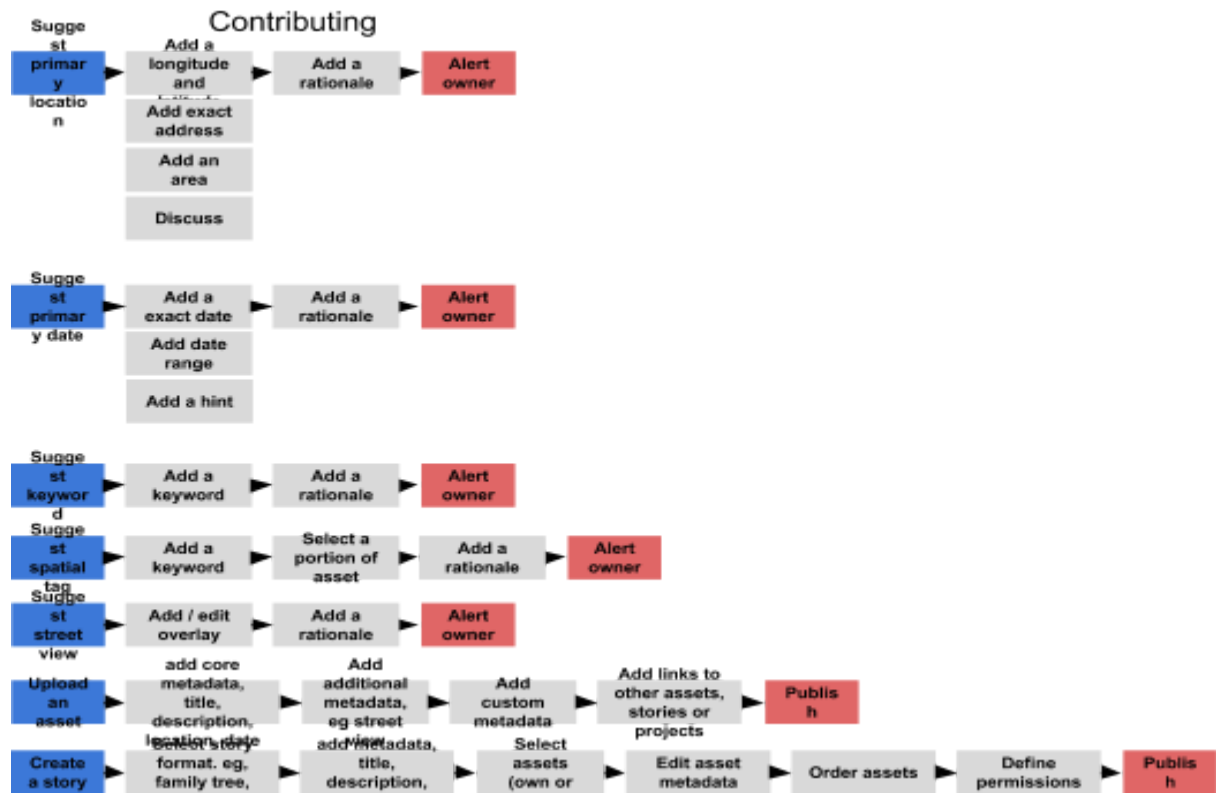 Contributing
Sugge
st
primar
y
locatio
n
Add a
longitude
and
Add a
rationale
Alert
owner
Add exact
address
Add an
area
Discuss
Sugge
st
primar
y date
Add a
exact date
Add a
rationale
Alert
owner
Add date
range
Add a hint
Sugge
st
keywor
d
Add a
keyword
Add a
rationale
Alert
owner
Sugge
st
spatial
tag
Add a
keyword
Select a
portion of
asset
Add a
rationale
Alert
owner
Sugge
st
street
view
Add / edit
overlay
Add a
rationale
Alert
owner
Upload
an
asset
add core
metadata,
title,
description,
location, date
Add
additional
metadata,
eg street
view
Add
custom
metadata
Add links to
other assets,
stories or
projects
Publis
h
Create
a story
Select story
format. eg,
family tree,
add metadata,
title,
description,
Select
assets
(own or
Edit asset
metadata
Order assets
Define
permissions
Publis
h